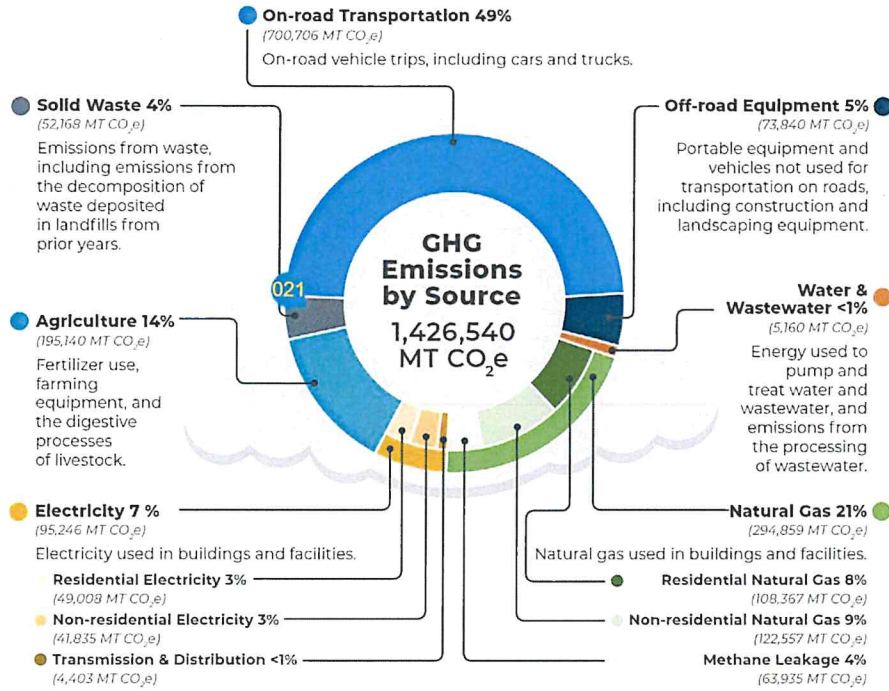 On-road Transportation 49%
(700,706 MT CO₂e)
On-road vehicle trips, including cars and trucks.
Solid Waste 4%
(52,168 MT CO₂e)
Emissions from waste,
including emissions from
the decomposition of
waste deposited
in landfills from
prior years.
Off-road Equipment 5%
(73,840 MT CO₂e)
Portable equipment and
vehicles not used for
transportation on roads,
including construction and
landscaping equipment.
GHG
Emissions
by Source
1,426,540
MT CO₂e
021
Agriculture 14%
(195,140 MT CO₂e)
Fertilizer use,
farming
equipment, and
the digestive
processes
of livestock.
Water &
Wastewater <1%
(5,160 MT CO₂e)
Energy used to
pump and
treat water and
wastewater, and
emissions from
the processing
of wastewater.
Electricity 7 %
(95,246 MT CO₂e)
Electricity used in buildings and facilities.
Residential Electricity 3%
(49,008 MT CO₂e)
Non-residential Electricity 3%
(41,835 MT CO₂e)
Transmission & Distribution <1%
(4,403 MT CO₂e)
Natural Gas 21%
(294,859 MT CO₂e)
Natural gas used in buildings and facilities.
Residential Natural Gas 8%
(108,367 MT CO₂e)
Non-residential Natural Gas 9%
(122,557 MT CO₂e)
Methane Leakage 4%
(63,935 MT CO₂e)